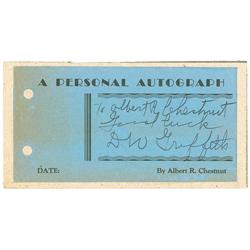 A PERSONAL AUTOGRAPH
To Albert R Chestnut
Good Luck
D W Griffith
DATE:
By Albert R. Chestnut